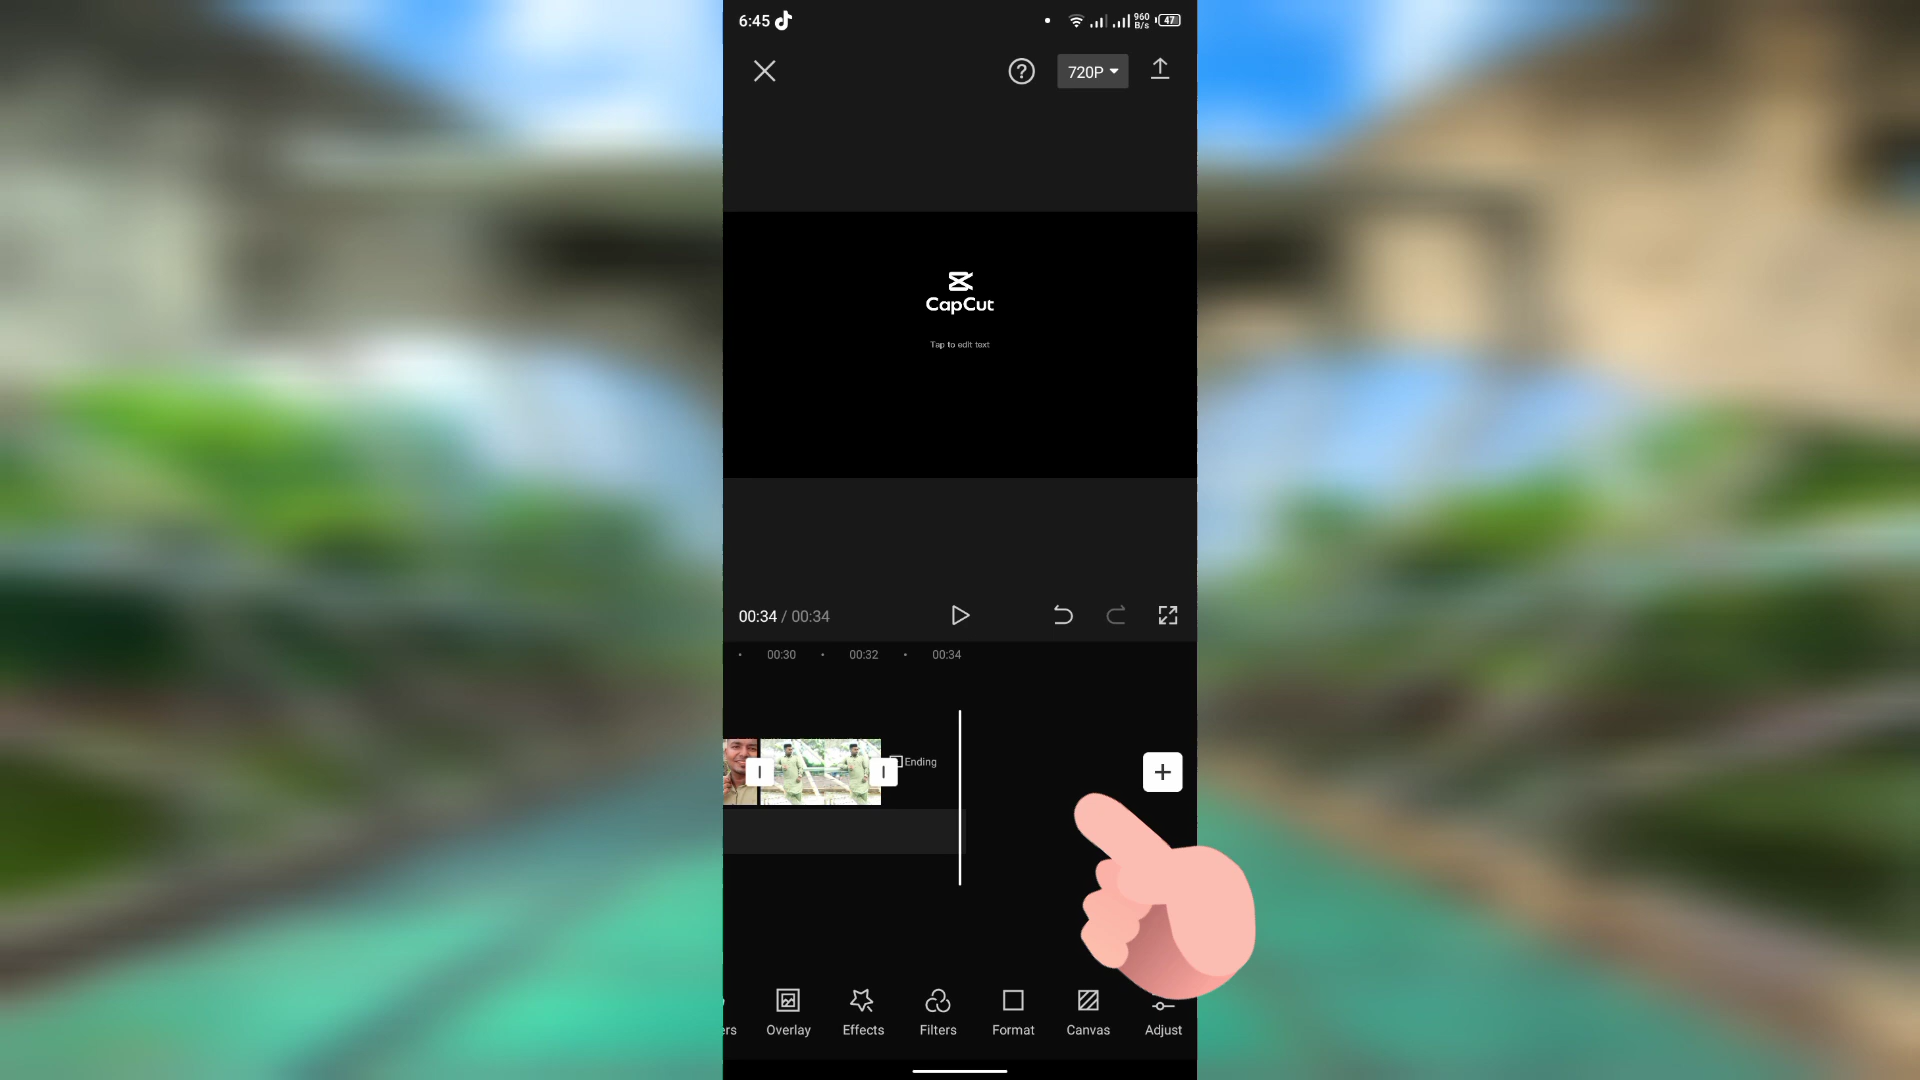 6:45
960
B/s
47
720P
CapCut
Tap to edit text
00:34 / 00:34
00:30
00:32
00:34
Ending
ers
Overlay
Effects
Filters
Format
Canvas
Adjust